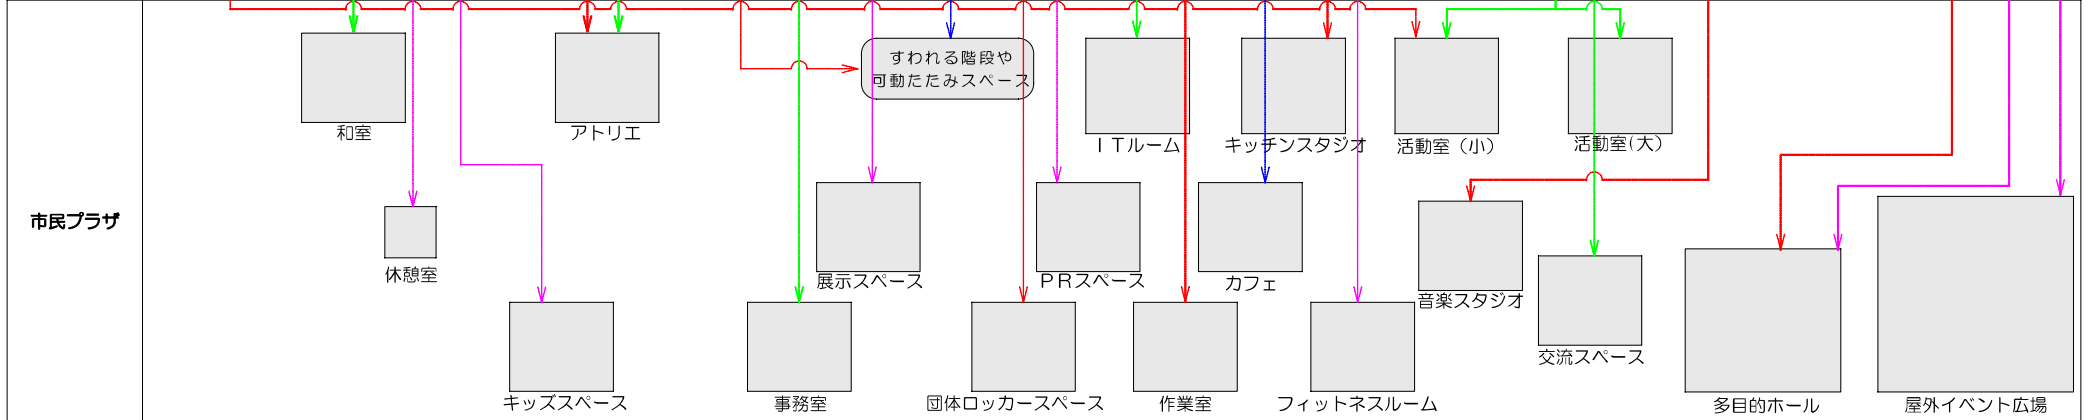 すわれる階段や
可動たたみスペース
和室
アトリエ
ＩＴルーム
キッチンスタジオ
活動室（小）
活動室(大）
市民プラザ
休憩室
展示スペース
ＰＲスペース
カフェ
音楽スタジオ
交流スペース
キッズスペース
事務室
団体ロッカースペース
作業室
フィットネスルーム
多目的ホール
屋外イベント広場